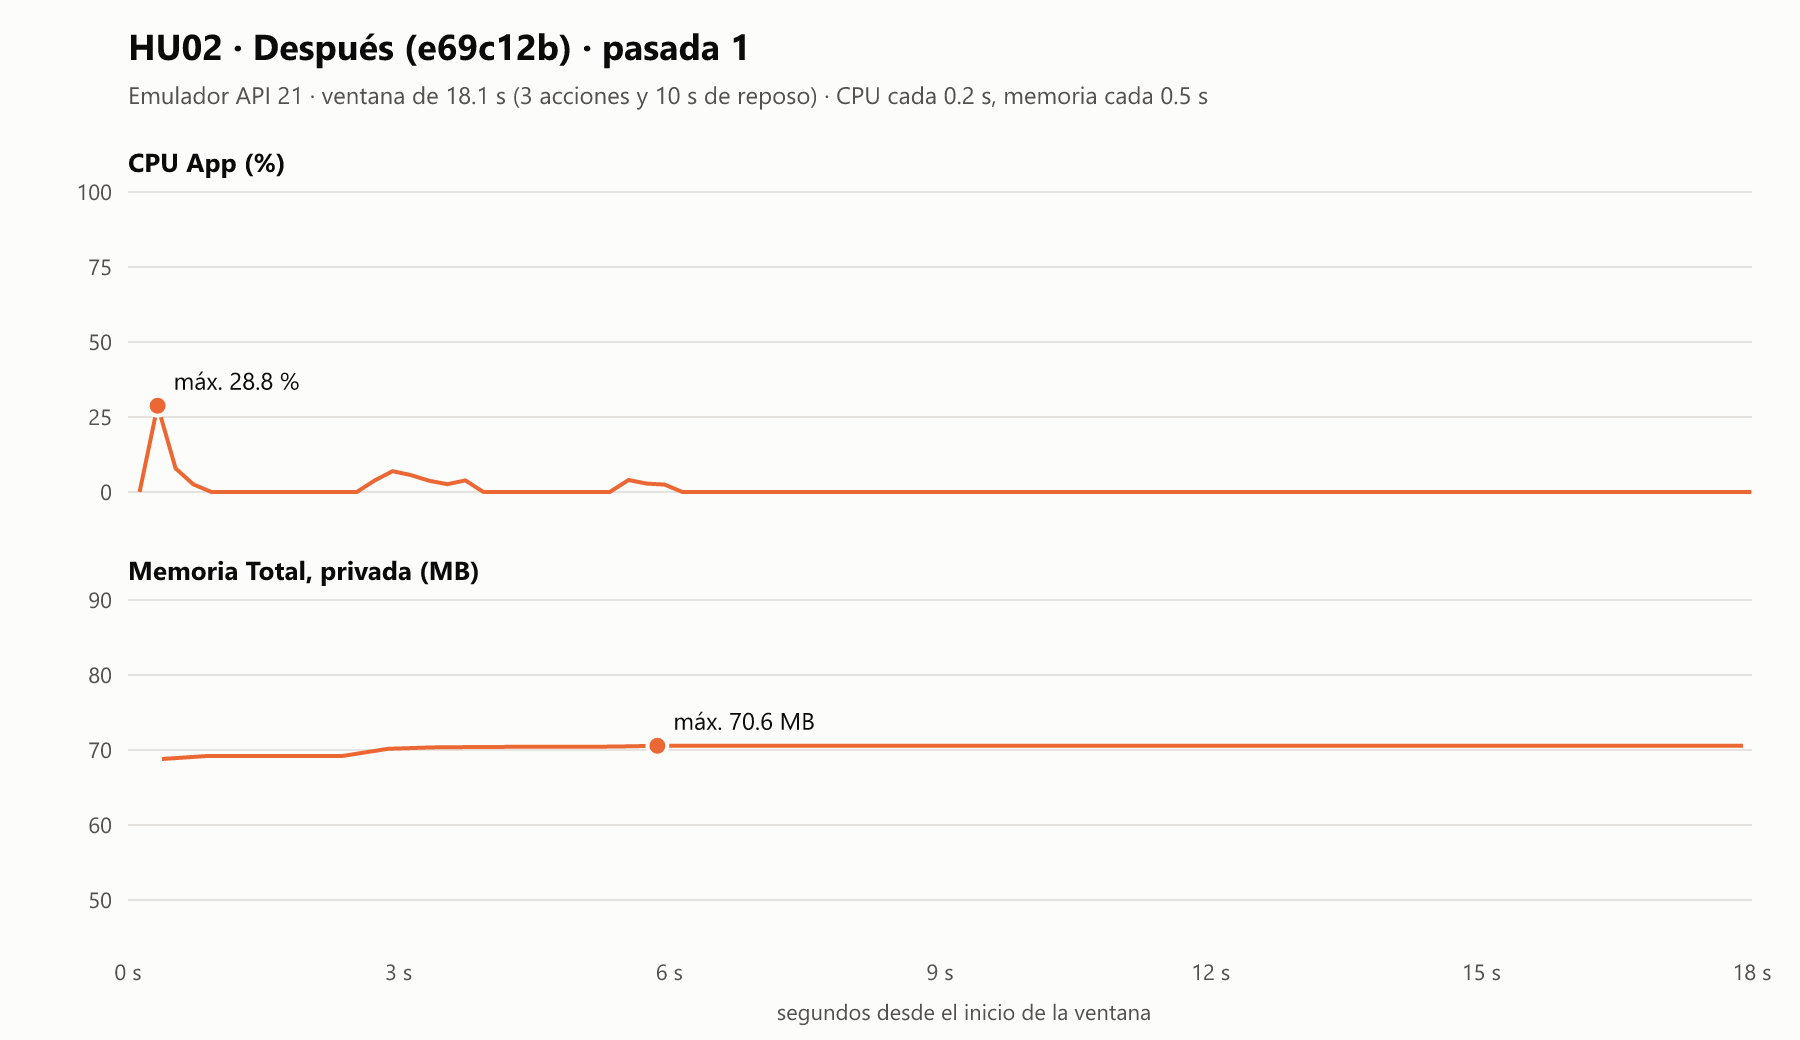 HU02 · Después (e69c12b) · pasada 1
Emulador API 21 · ventana de 18.1 s (3 acciones y 10 s de reposo) · CPU cada 0.2 s, memoria cada 0.5 s
CPU App (%)
100
75
50
máx. 28.8 %
25
0
Memoria Total, privada (MB)
90
80
máx. 70.6 MB
70
60
50
0 s 3 s 6 s 9 s 12 s 15 s 18 s
segundos desde el inicio de la ventana